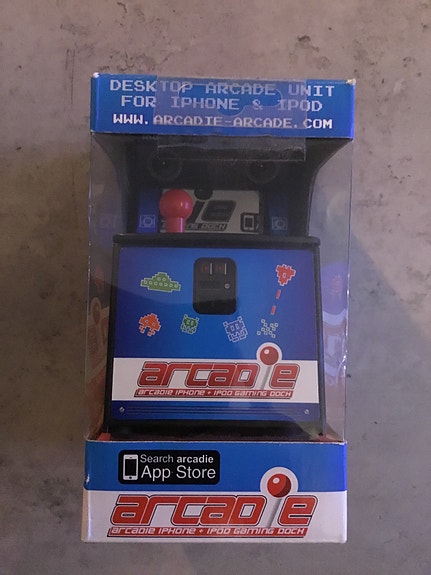 DESKTOP ARCADE UNIT
FOR IPHONE & IPOD
WWW.ARCADIE-ARCADE.COM
arcadie
ARCADIE IPHONE + IPOD GAMING DOCK
Search arcadie
App Store
arcadie
ARCADIE IPHONE + IPOD GAMING DOCK